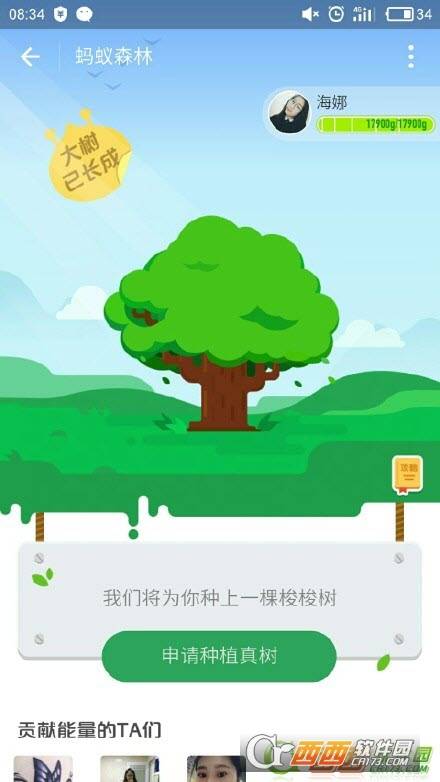 08:34
4G
34
蚂蚁森林
海娜
17900g/17900g
大树
已长成
攻略
我们将为你种上一棵梭梭树
申请种植真树
贡献能量的TA们
西西软件园
CR173.COM